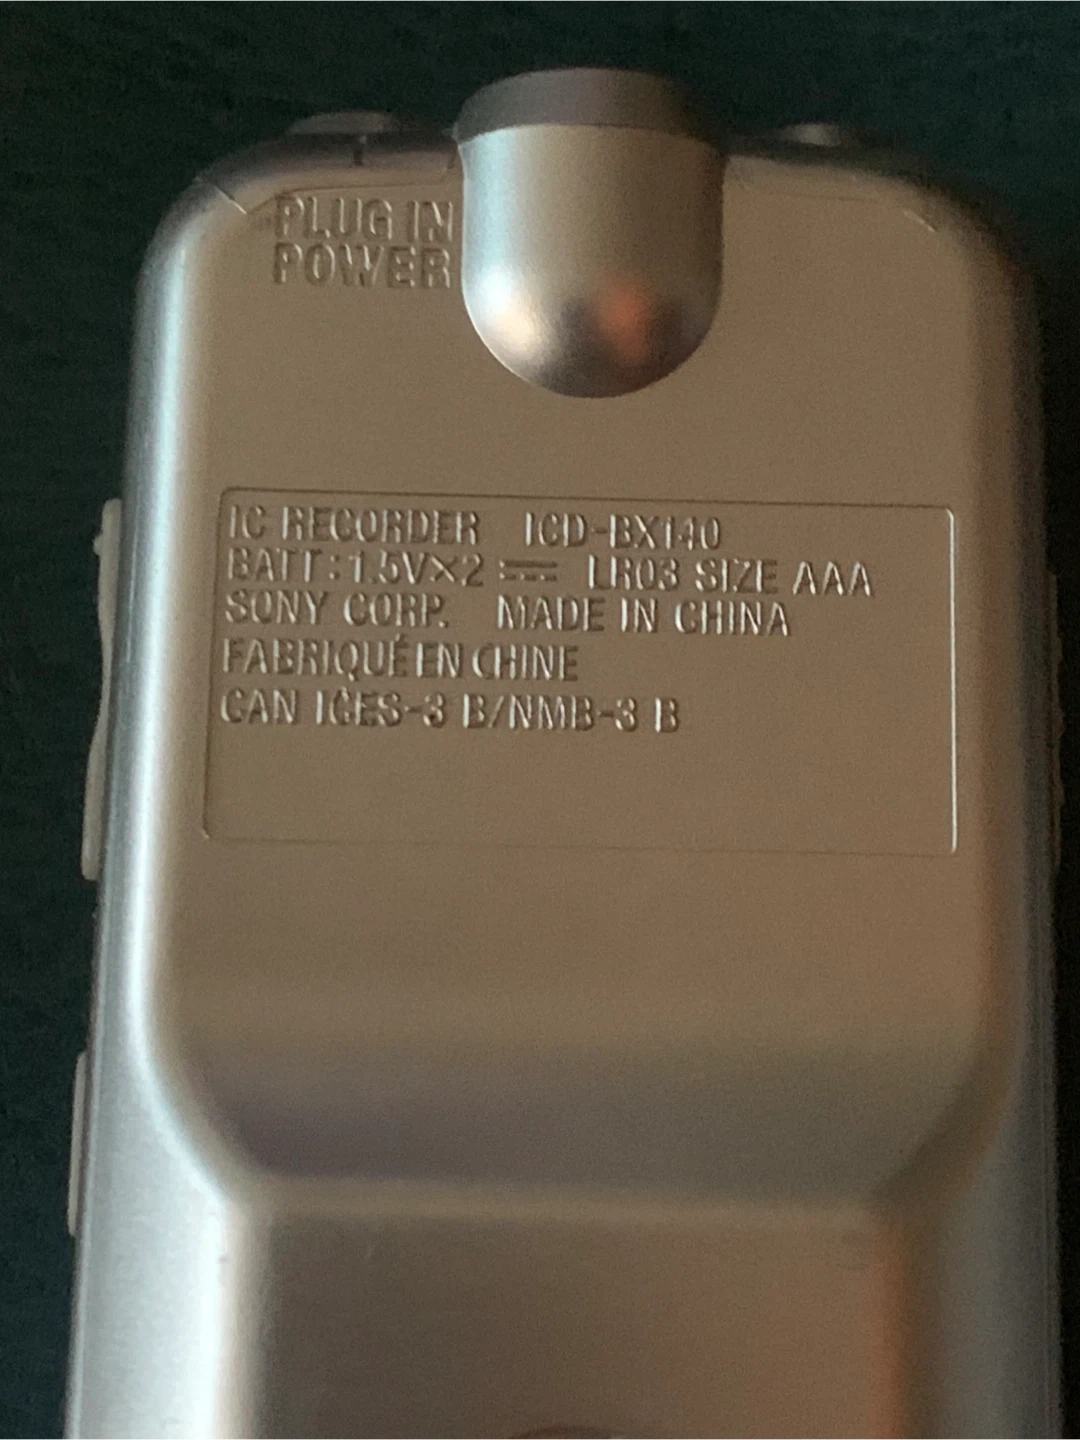 PLUG IN
POWER
IC RECORDER ICD-BX140
BATT:1.5V×2 ⎓ LR03 SIZE AAA
SONY CORP. MADE IN CHINA
FABRIQUÉ EN CHINE
CAN ICES-3 B/NMB-3 B